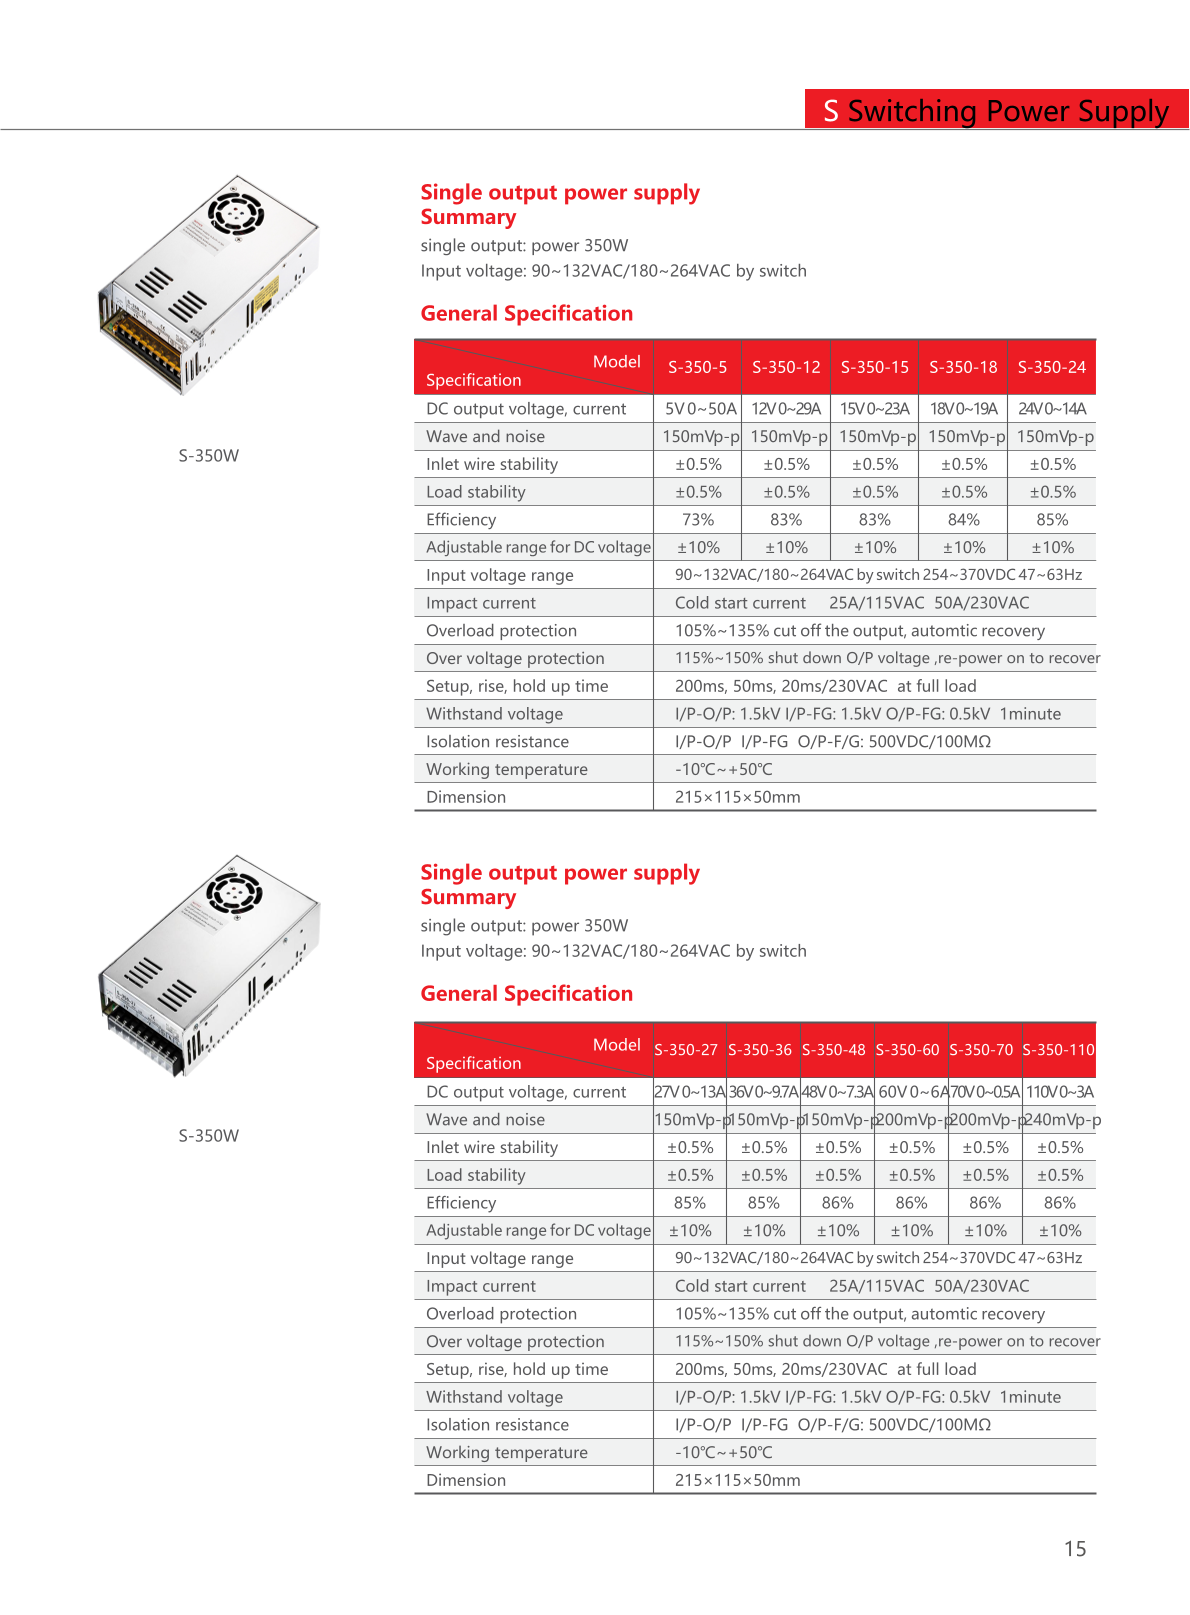 S Switching Power Supply
Single output power supply
Summary
single output: power 350W
Input voltage: 90~132VAC/180~264VAC by switch
General Specification
S-350W
Model S-350-5 S-350-12 S-350-15 S-350-18 S-350-24
Specification
DC output voltage, current 5V 0~50A 12V 0~29A 15V 0~23A 18V 0~19A 24V 0~14A
Wave and noise 150mVp-p 150mVp-p 150mVp-p 150mVp-p 150mVp-p
Inlet wire stability ±0.5% ±0.5% ±0.5% ±0.5% ±0.5%
Load stability ±0.5% ±0.5% ±0.5% ±0.5% ±0.5%
Efficiency 73% 83% 83% 84% 85%
Adjustable range for DC voltage ±10% ±10% ±10% ±10% ±10%
Input voltage range 90~132VAC/180~264VAC by switch 254~370VDC 47~63Hz
Impact current Cold start current 25A/115VAC 50A/230VAC
Overload protection 105%~135% cut off the output, automtic recovery
Over voltage protection 115%~150% shut down O/P voltage ,re-power on to recover
Setup, rise, hold up time 200ms, 50ms, 20ms/230VAC at full load
Withstand voltage I/P-O/P: 1.5kV I/P-FG: 1.5kV O/P-FG: 0.5kV 1minute
Isolation resistance I/P-O/P I/P-FG O/P-F/G: 500VDC/100MΩ
Working temperature -10℃~+50℃
Dimension 215×115×50mm
Single output power supply
Summary
single output: power 350W
Input voltage: 90~132VAC/180~264VAC by switch
General Specification
S-350W
Model S-350-27 S-350-36 S-350-48 S-350-60 S-350-70 S-350-110
Specification
DC output voltage, current 27V 0~13A 36V 0~9.7A 48V 0~7.3A 60V 0~6A 70V 0~0.5A 110V 0~3A
Wave and noise 150mVp-p 150mVp-p 150mVp-p 200mVp-p 200mVp-p 240mVp-p
Inlet wire stability ±0.5% ±0.5% ±0.5% ±0.5% ±0.5% ±0.5%
Load stability ±0.5% ±0.5% ±0.5% ±0.5% ±0.5% ±0.5%
Efficiency 85% 85% 86% 86% 86% 86%
Adjustable range for DC voltage ±10% ±10% ±10% ±10% ±10% ±10%
Input voltage range 90~132VAC/180~264VAC by switch 254~370VDC 47~63Hz
Impact current Cold start current 25A/115VAC 50A/230VAC
Overload protection 105%~135% cut off the output, automtic recovery
Over voltage protection 115%~150% shut down O/P voltage ,re-power on to recover
Setup, rise, hold up time 200ms, 50ms, 20ms/230VAC at full load
Withstand voltage I/P-O/P: 1.5kV I/P-FG: 1.5kV O/P-FG: 0.5kV 1minute
Isolation resistance I/P-O/P I/P-FG O/P-F/G: 500VDC/100MΩ
Working temperature -10℃~+50℃
Dimension 215×115×50mm
15